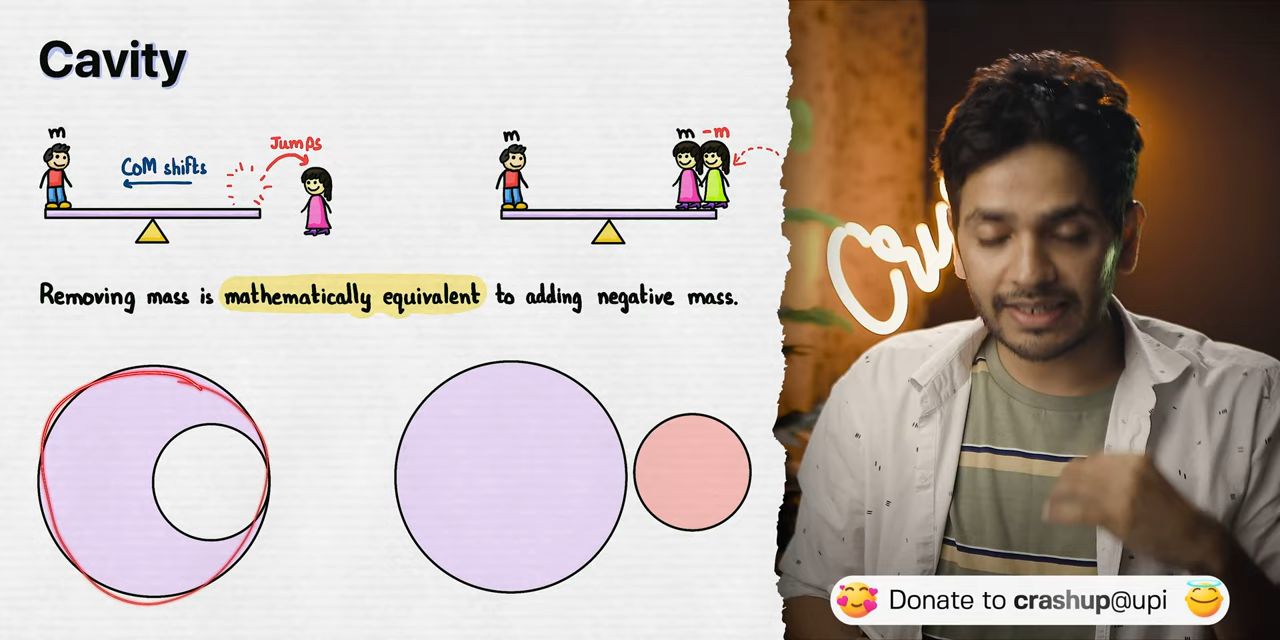 Cavity
m
CoM shifts
Jumps
m
m -m
Removing mass is mathematically equivalent to adding negative mass.
Donate to crashup@upi